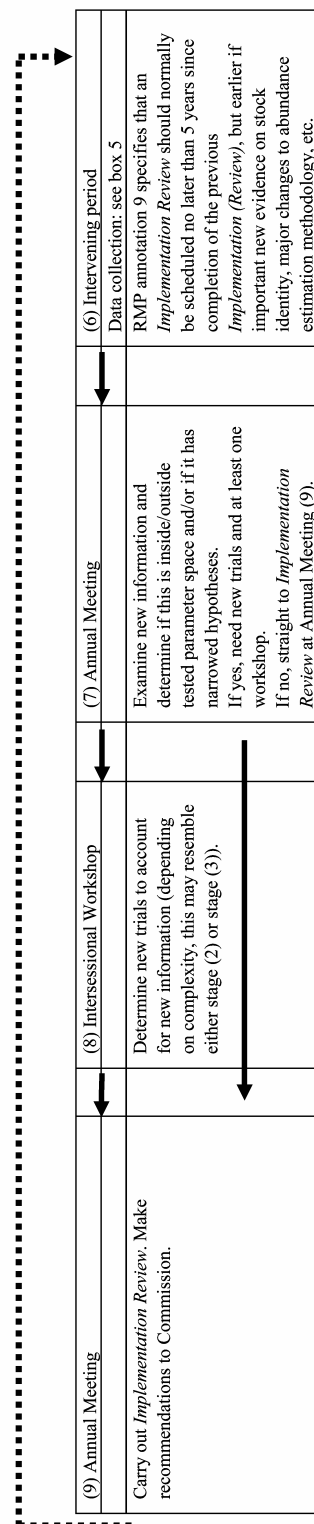 (6) Intervening period
Data collection: see box 5
RMP annotation 9 specifies that an
Implementation Review should normally
be scheduled no later than 5 years since
completion of the previous
Implementation (Review), but earlier if
important new evidence on stock
identity, major changes to abundance
estimation methodology, etc.
(7) Annual Meeting
Examine new information and
determine if this is inside/outside
tested parameter space and/or if it has
narrowed hypotheses.
If yes, need new trials and at least one
workshop.
If no, straight to Implementation
Review at Annual Meeting (9).
(8) Intersessional Workshop
Determine new trials to account
for new information (depending
on complexity, this may resemble
either stage (2) or stage (3)).
(9) Annual Meeting
Carry out Implementation Review. Make
recommendations to Commission.